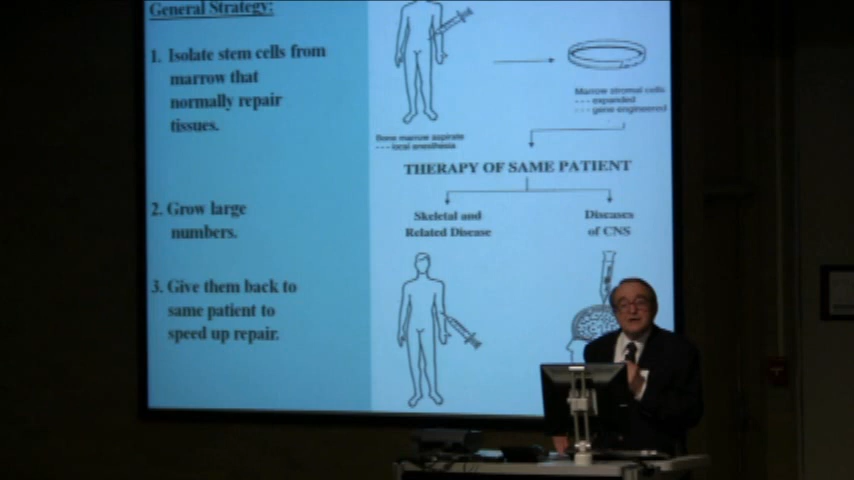 General Strategy:
1. Isolate stem cells from
marrow that
normally repair
tissues.
2. Grow large
numbers.
3. Give them back to
same patient to
speed up repair.
Bone marrow aspirate
---- local anesthesia
Marrow stromal cells
--- expanded
--- gene engineered
THERAPY OF SAME PATIENT
Skeletal and
Related Disease
Diseases
of CNS